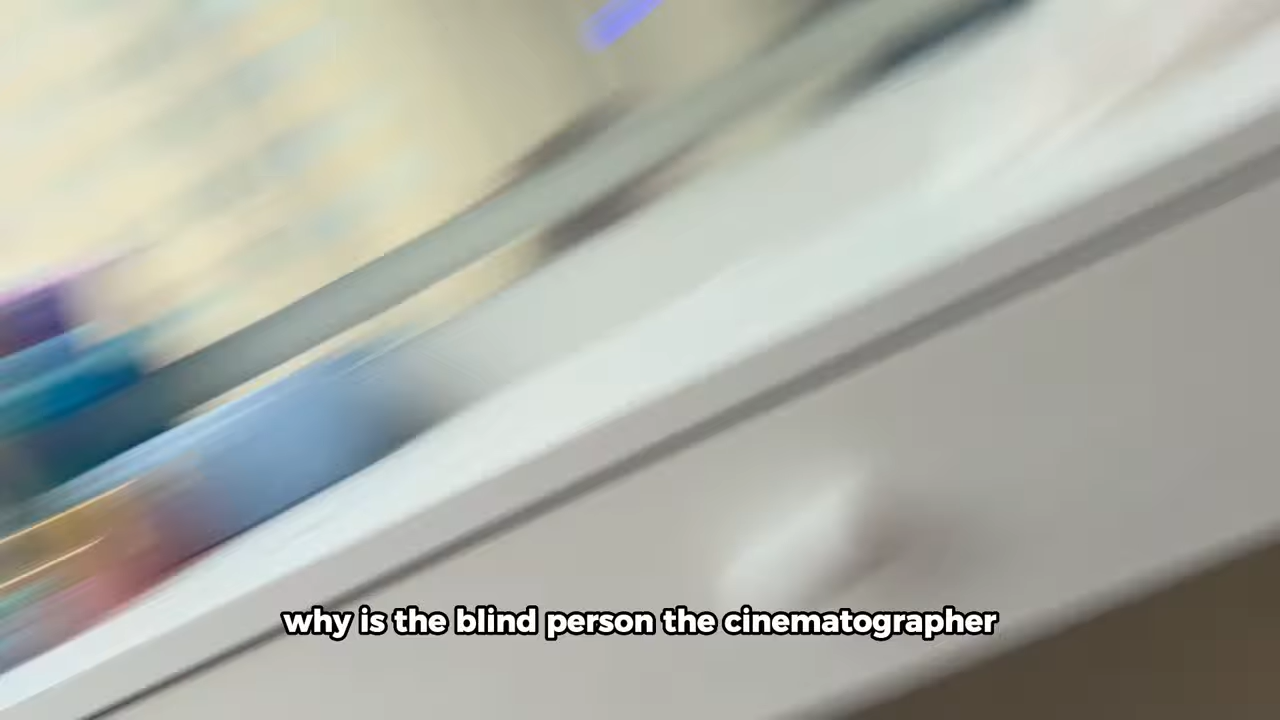 why is the blind person the cinematographer